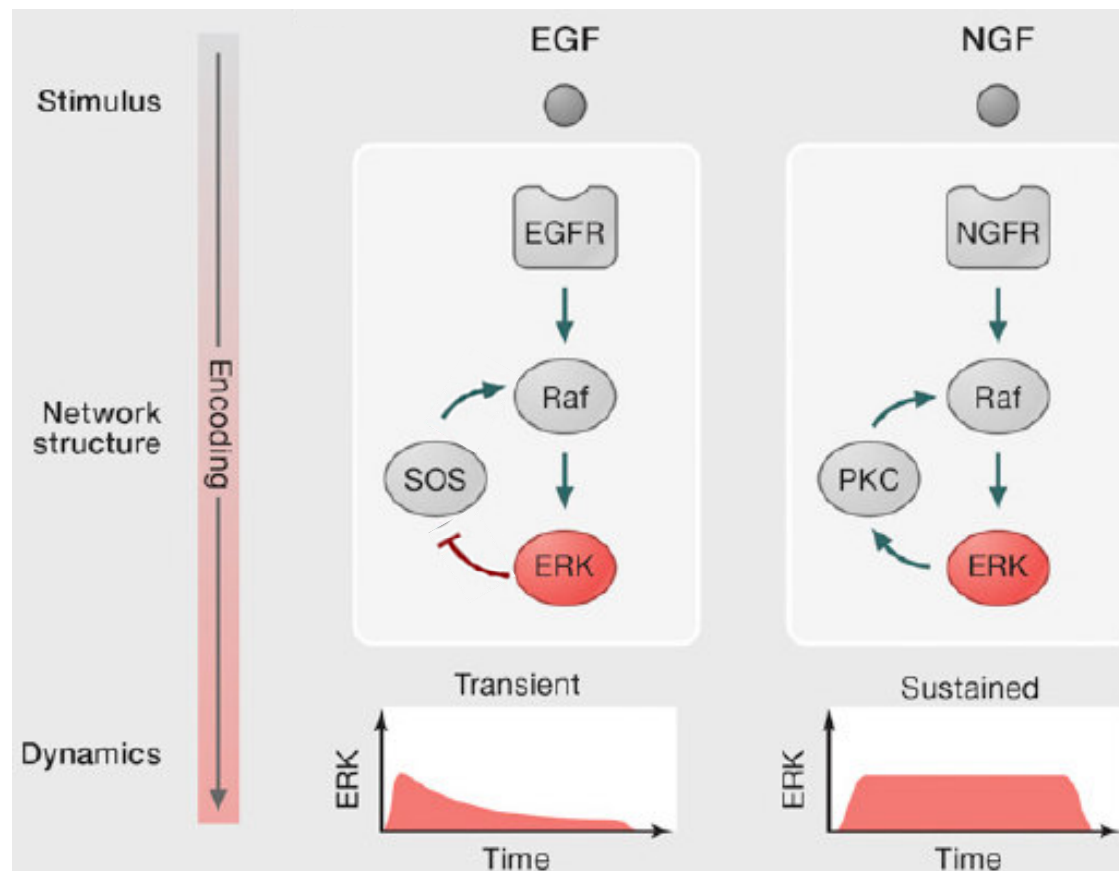 EGF
NGF
Stimulus
EGFR
NGFR
Encoding
Network
structure
Raf
SOS
ERK
Raf
PKC
ERK
Transient
Sustained
Dynamics
ERK
Time
ERK
Time